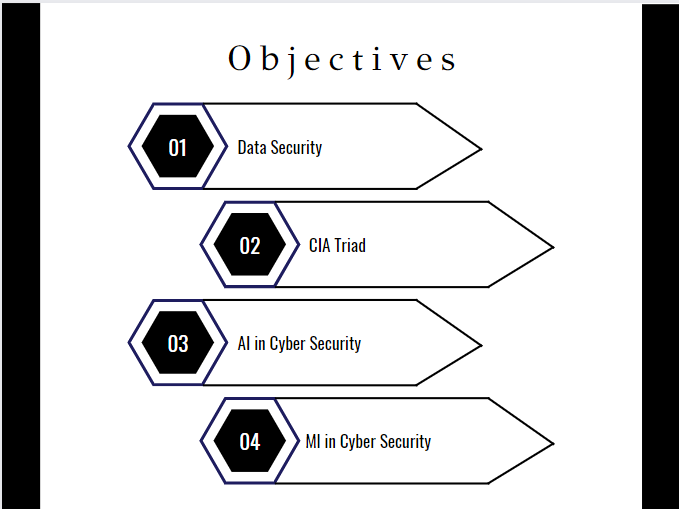 Objectives
01
Data Security
02
CIA Triad
03
AI in Cyber Security
04
Ml in Cyber Security